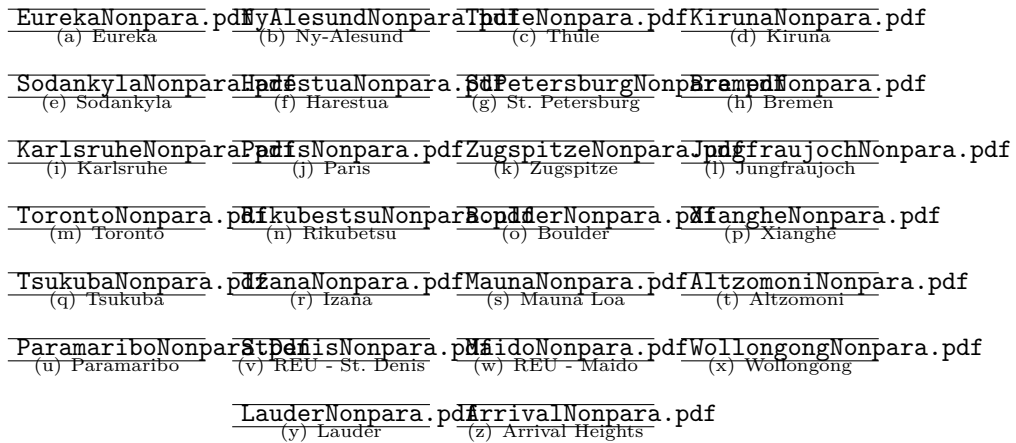 EurekaNonpara.pdf NyAlesundNonpara.pdf ThuleNonpara.pdf KirunaNonpara.pdf
(a) Eureka (b) Ny-Alesund (c) Thule (d) Kiruna
SodankylaNonpara.pdf HarestuaNonpara.pdf StPetersburgNonpara.pdf BremenNonpara.pdf
(e) Sodankyla (f) Harestua (g) St. Petersburg (h) Bremen
KarlsruheNonpara.pdf ParisNonpara.pdf ZugspitzeNonpara.pdf JungfraujochNonpara.pdf
(i) Karlsruhe (j) Paris (k) Zugspitze (l) Jungfraujoch
TorontoNonpara.pdf RikubestsuNonpara.pdf BoulderNonpara.pdf XiangheNonpara.pdf
(m) Toronto (n) Rikubetsu (o) Boulder (p) Xianghe
TsukubaNonpara.pdf IzanaNonpara.pdf MaunaNonpara.pdf AltzomoniNonpara.pdf
(q) Tsukuba (r) Izana (s) Mauna Loa (t) Altzomoni
ParamariboNonpara.pdf StDenisNonpara.pdf MaidoNonpara.pdf WollongongNonpara.pdf
(u) Paramaribo (v) REU - St. Denis (w) REU - Maido (x) Wollongong
LauderNonpara.pdf ArrivalNonpara.pdf
(y) Lauder (z) Arrival Heights